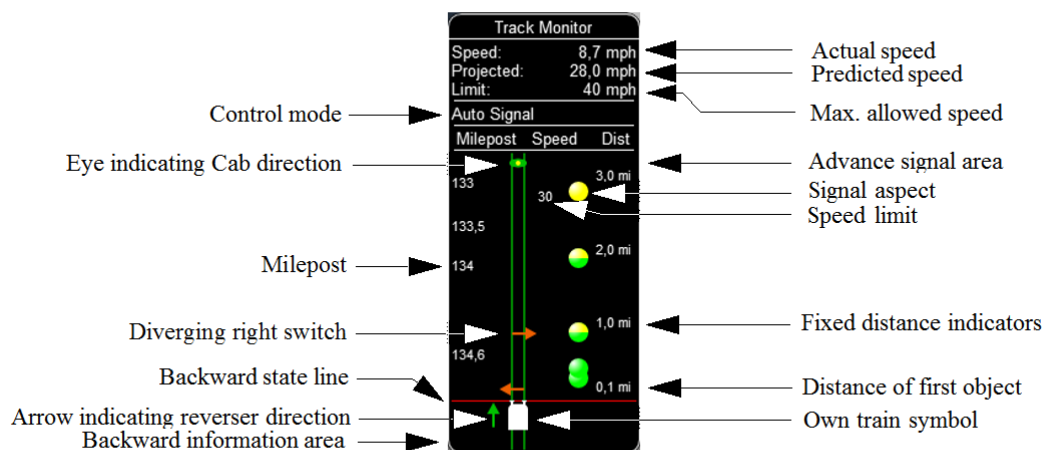 Track Monitor
Speed: 8,7 mph
Projected: 28,0 mph
Limit: 40 mph
Auto Signal
Milepost Speed Dist
133
3,0 mi
30
133,5
2,0 mi
134
1,0 mi
134,6
0,1 mi
Control mode
Eye indicating Cab direction
Milepost
Diverging right switch
Backward state line
Arrow indicating reverser direction
Backward information area
Actual speed
Predicted speed
Max. allowed speed
Advance signal area
Signal aspect
Speed limit
Fixed distance indicators
Distance of first object
Own train symbol